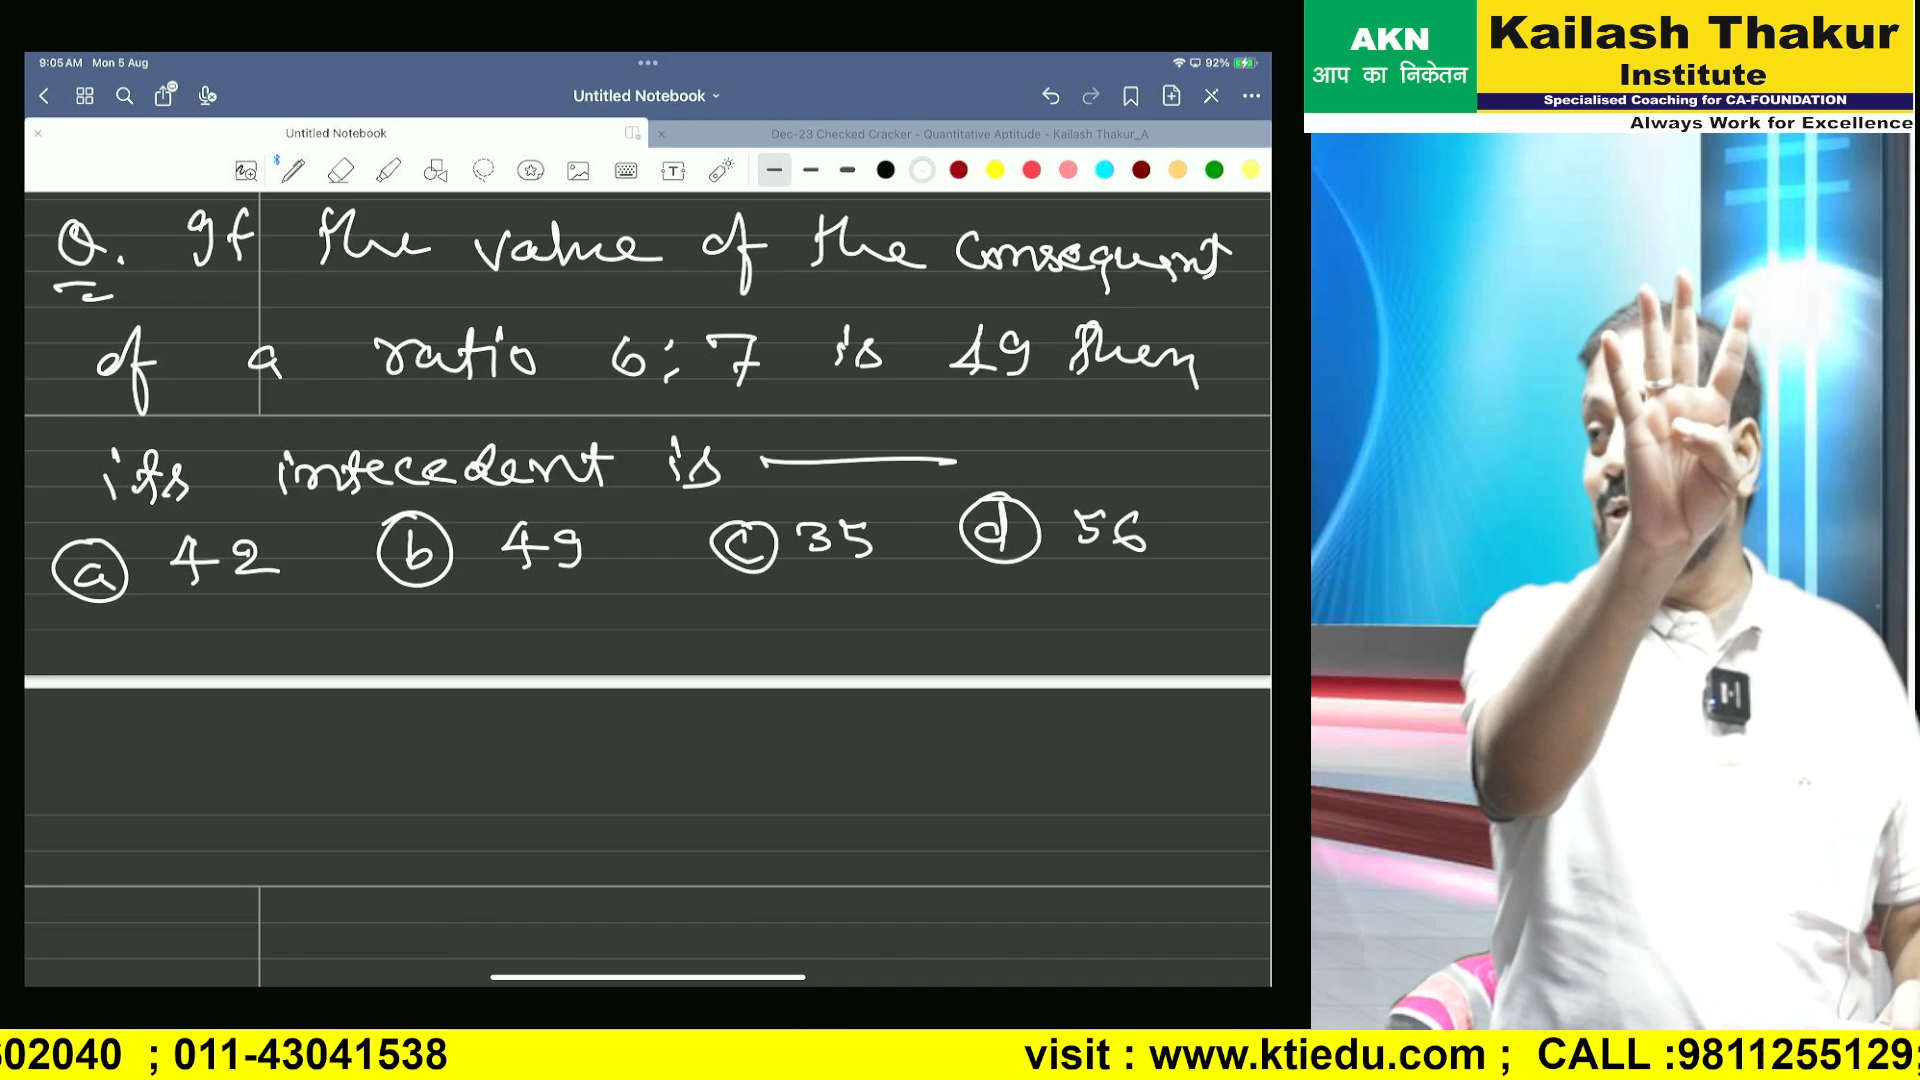 9:05 AM Mon 5 Aug
92%
Untitled Notebook
Untitled Notebook
Dec-23 Checked Cracker - Quantitative Aptitude - Kailash Thakur_A
Q. If the value of the consequent
of a ratio 6:7 is 49 then
its intecedent is ______
(a) 42 (b) 49 (c) 35 (d) 56
AKN
आप का निकेतन
Kailash Thakur
Institute
Specialised Coaching for CA-FOUNDATION
Always Work for Excellence
602040 ; 011-43041538 visit : www.ktiedu.com ; CALL :9811255129;